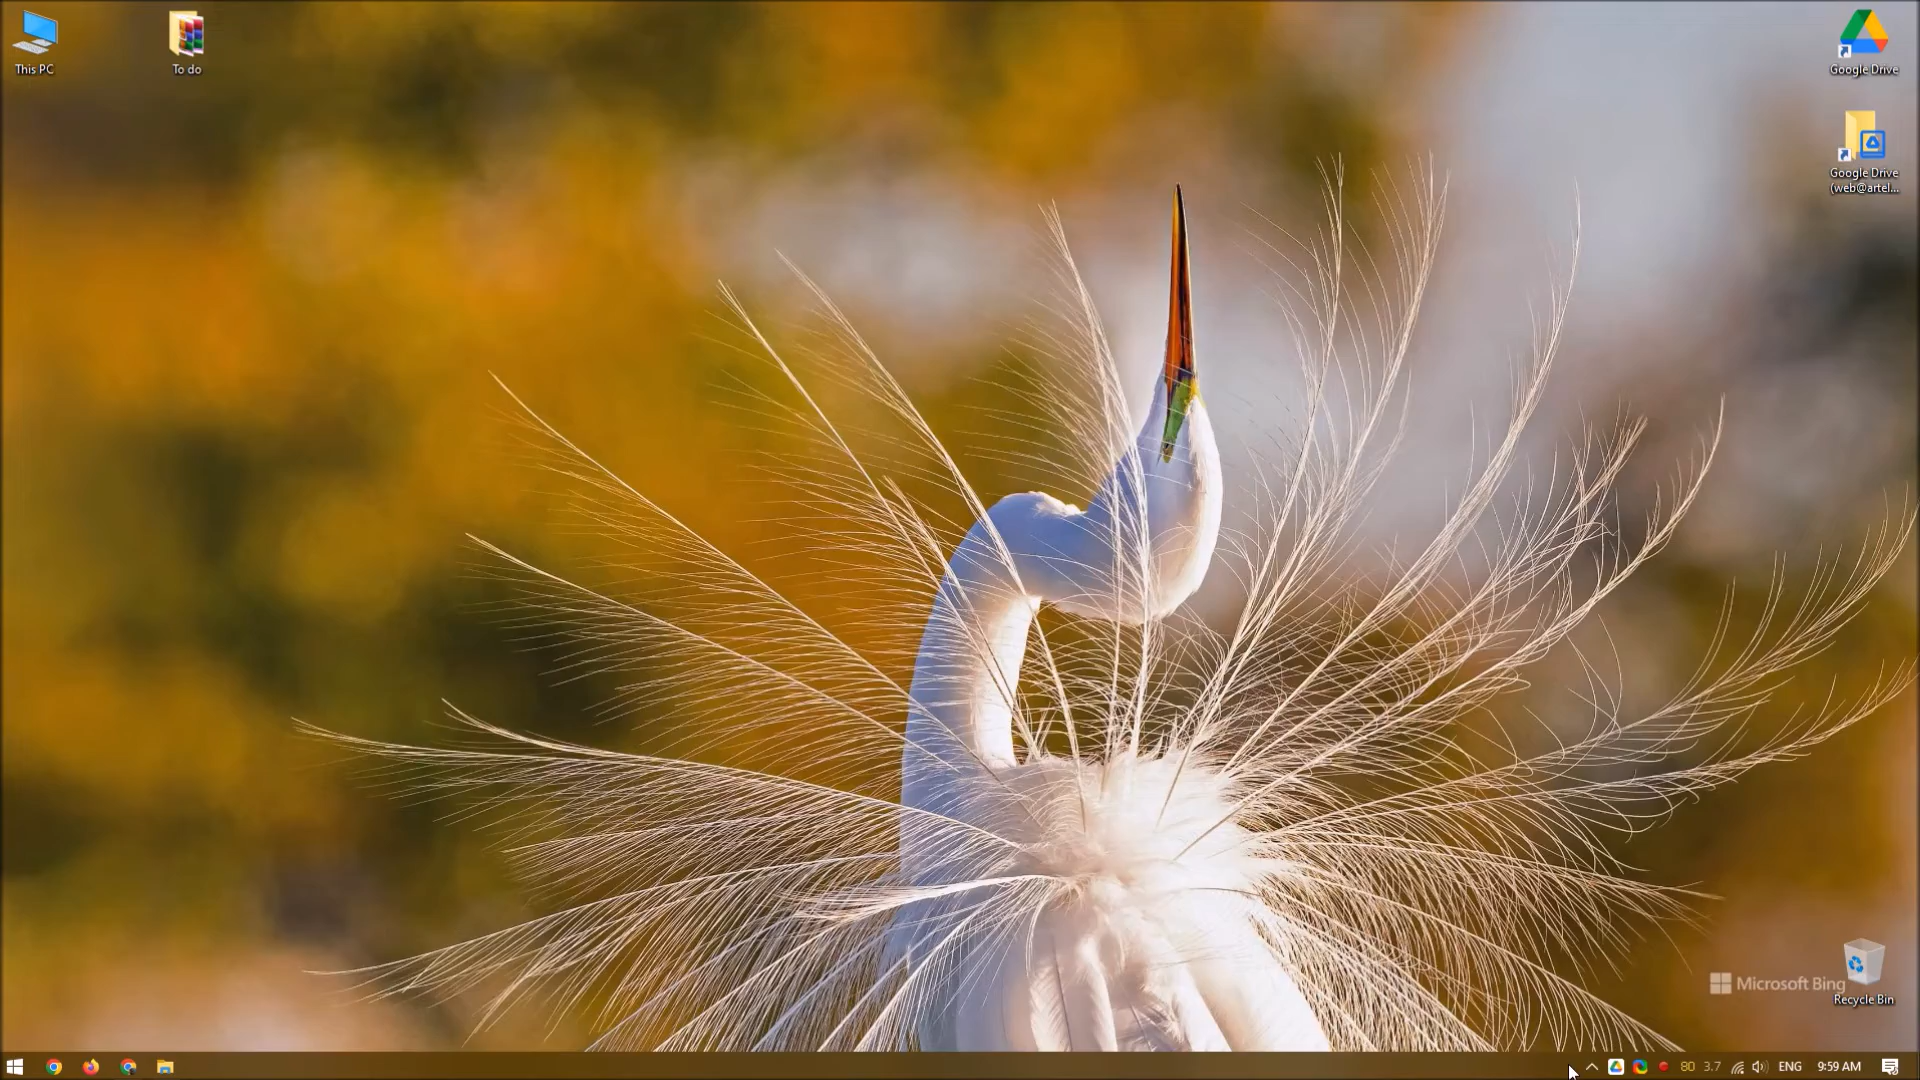 This PC
To do
Google Drive
Google Drive
(web@artel...
Microsoft Bing
Recycle Bin
80 3.7 ENG 9:59 AM